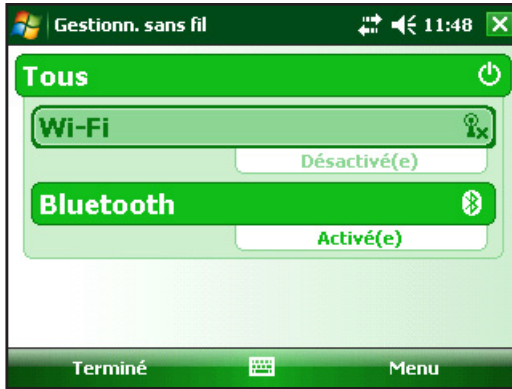 Gestionn. sans fil 11:48
Tous
Wi-Fi
Désactivé(e)
Bluetooth
Activé(e)
Terminé Menu